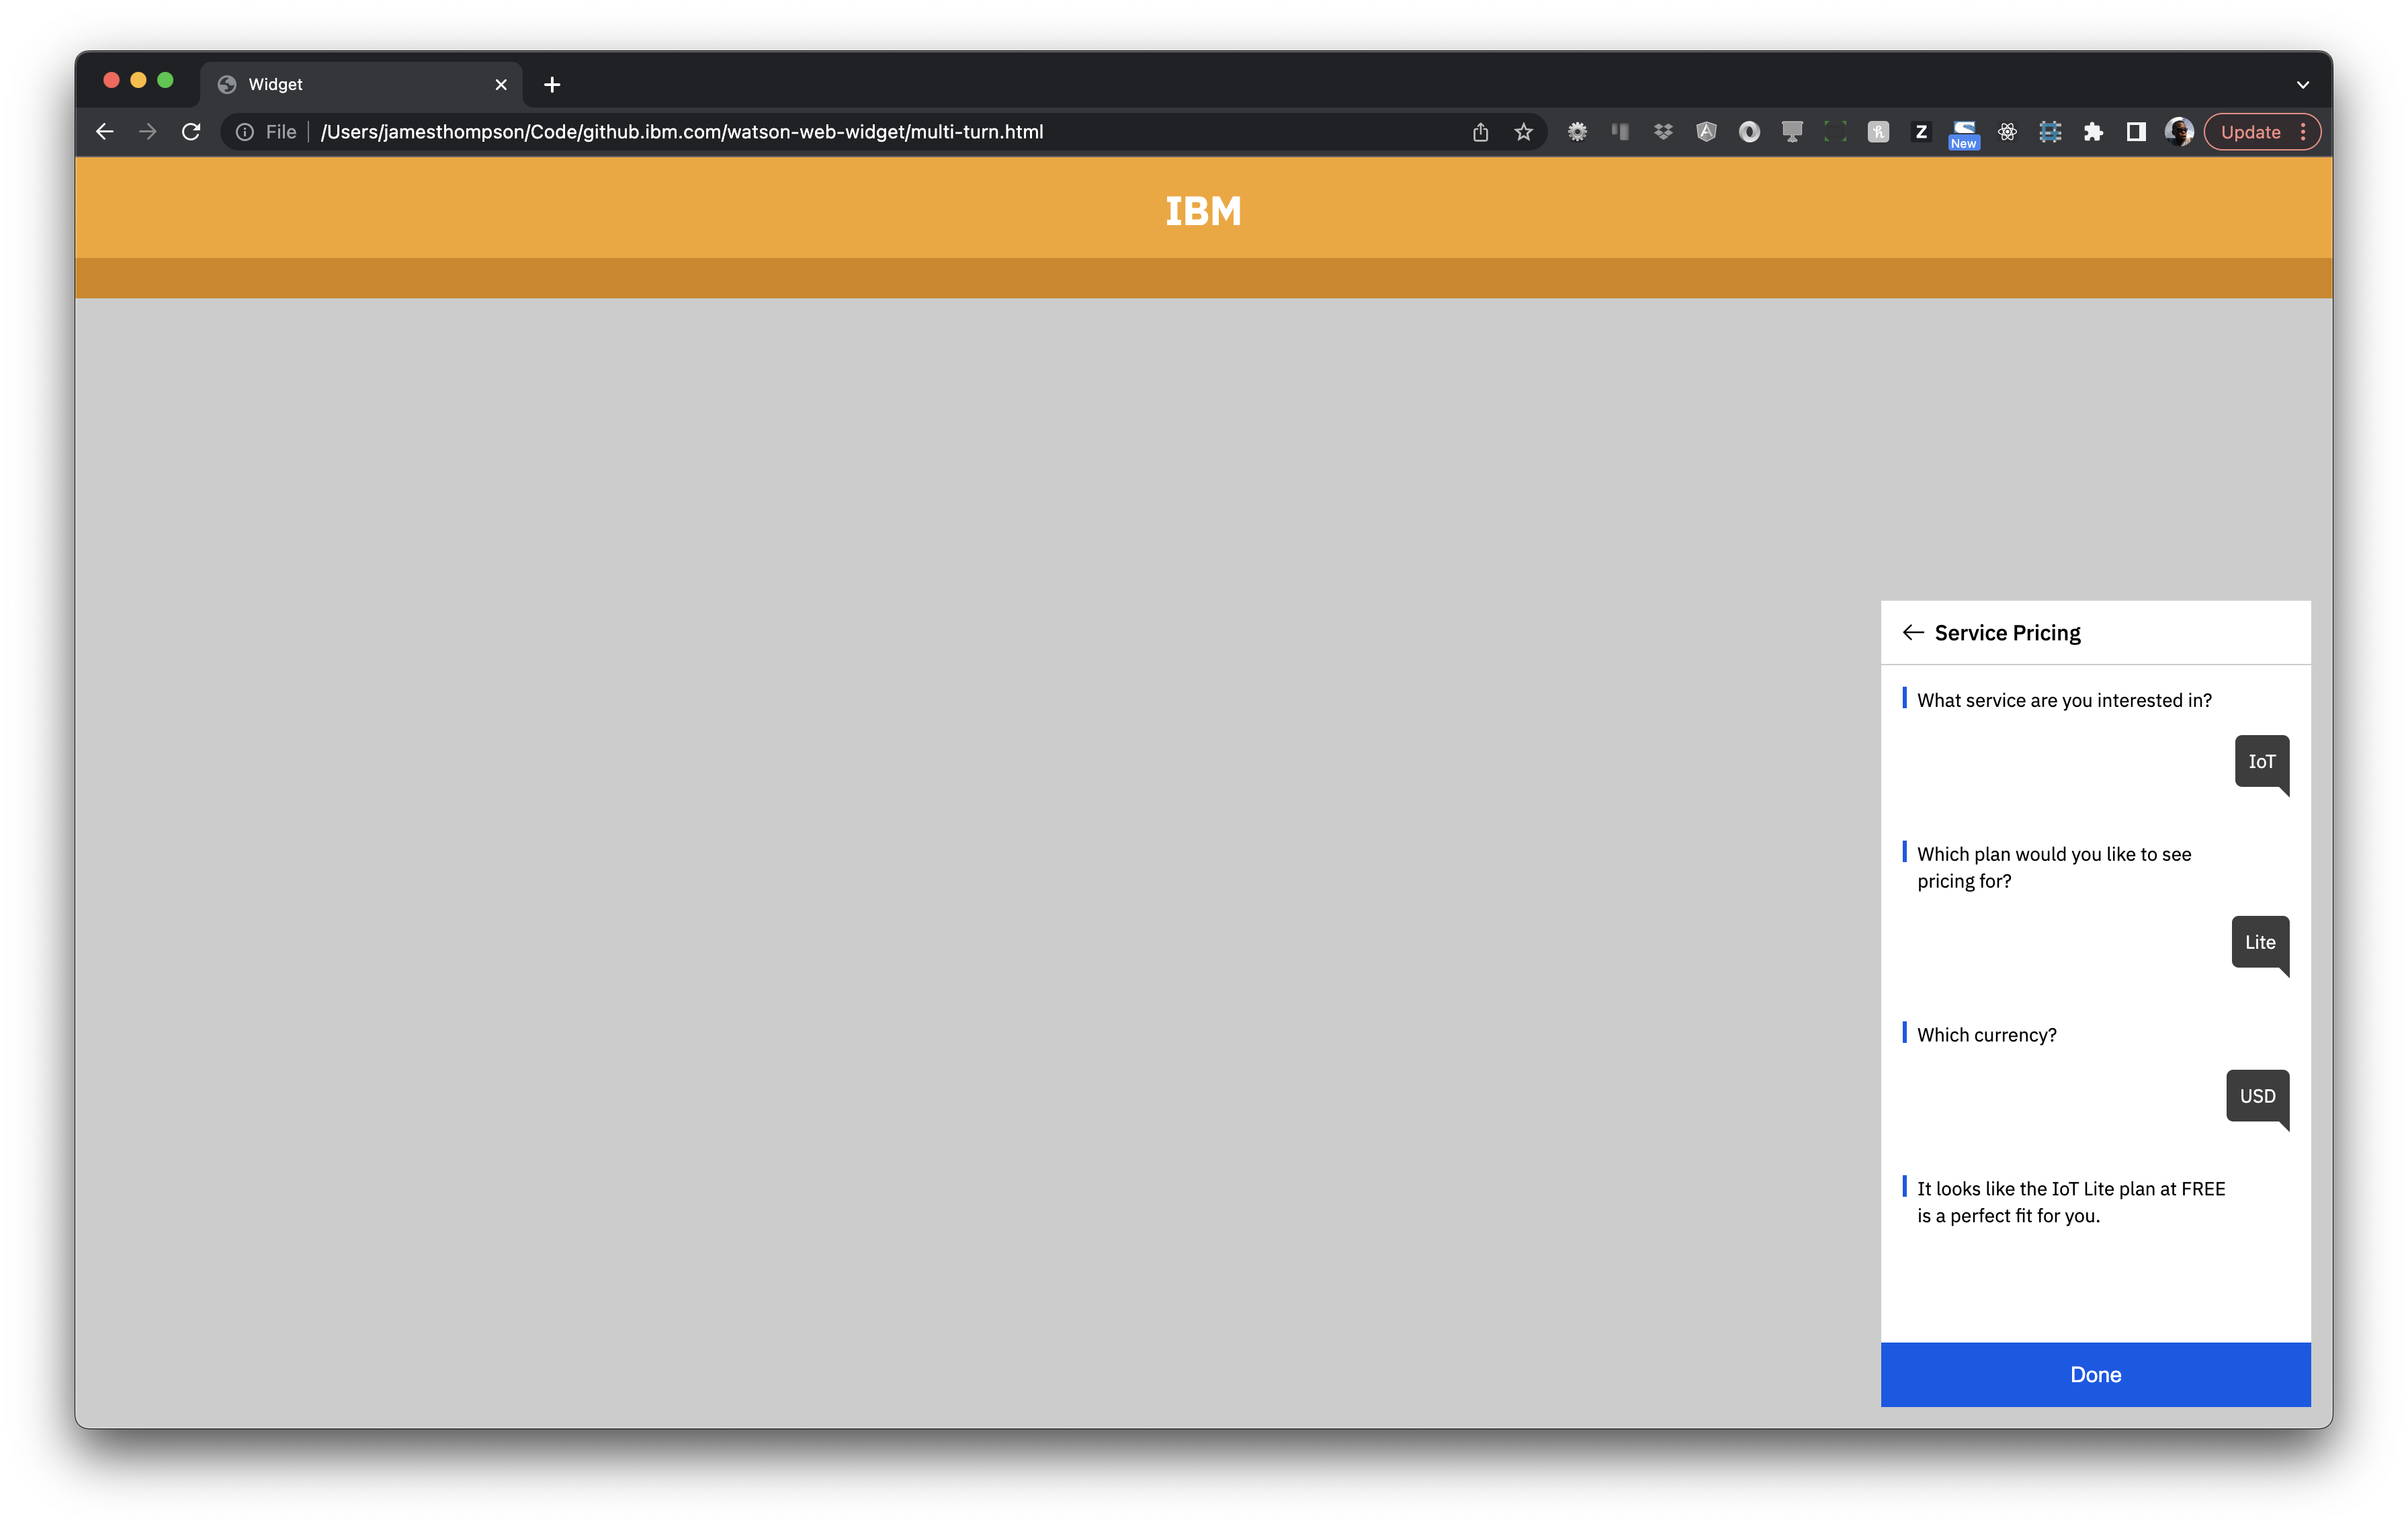 Widget
File
/Users/jamesthompson/Code/github.ibm.com/watson-web-widget/multi-turn.html
Z
New
Update
IBM
Service Pricing
What service are you interested in?
IoT
Which plan would you like to see
pricing for?
Lite
Which currency?
USD
It looks like the IoT Lite plan at FREE
is a perfect fit for you.
Done